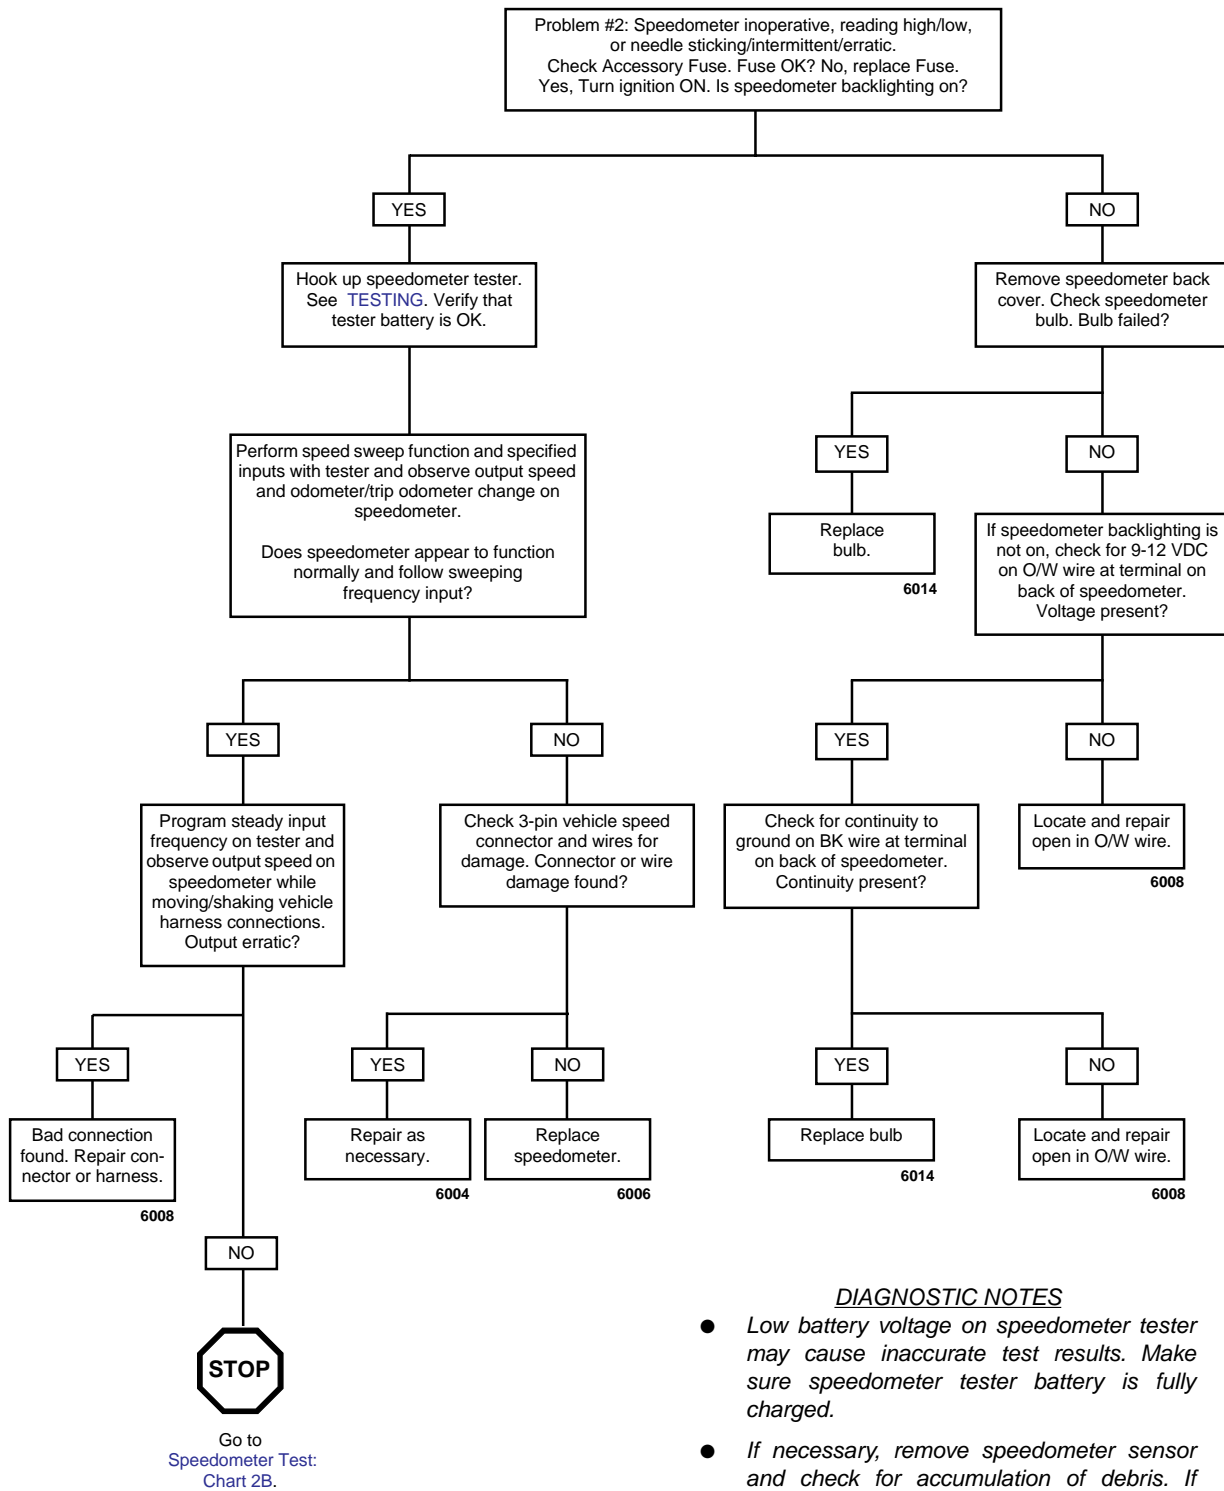 Problem #2: Speedometer inoperative, reading high/low,
or needle sticking/intermittent/erratic.
Check Accessory Fuse. Fuse OK? No, replace Fuse.
Yes, Turn ignition ON. Is speedometer backlighting on?
YES
NO
Hook up speedometer tester.
See TESTING. Verify that
tester battery is OK.
Remove speedometer back
cover. Check speedometer
bulb. Bulb failed?
Perform speed sweep function and specified
inputs with tester and observe output speed
and odometer/trip odometer change on
speedometer.
Does speedometer appear to function
normally and follow sweeping
frequency input?
YES
NO
Replace
bulb.
6014
If speedometer backlighting is
not on, check for 9-12 VDC
on O/W wire at terminal on
back of speedometer.
Voltage present?
YES
NO
YES
NO
Program steady input
frequency on tester and
observe output speed on
speedometer while
moving/shaking vehicle
harness connections.
Output erratic?
Check 3-pin vehicle speed
connector and wires for
damage. Connector or wire
damage found?
Check for continuity to
ground on BK wire at terminal
on back of speedometer.
Continuity present?
Locate and repair
open in O/W wire.
6008
YES
YES
NO
YES
NO
Bad connection
found. Repair con-
nector or harness.
6008
Repair as
necessary.
6004
Replace
speedometer.
6006
Replace bulb
6014
Locate and repair
open in O/W wire.
6008
NO
STOP
Go to
Speedometer Test:
Chart 2B.
DIAGNOSTIC NOTES
● Low battery voltage on speedometer tester
may cause inaccurate test results. Make
sure speedometer tester battery is fully
charged.
● If necessary, remove speedometer sensor
and check for accumulation of debris. If